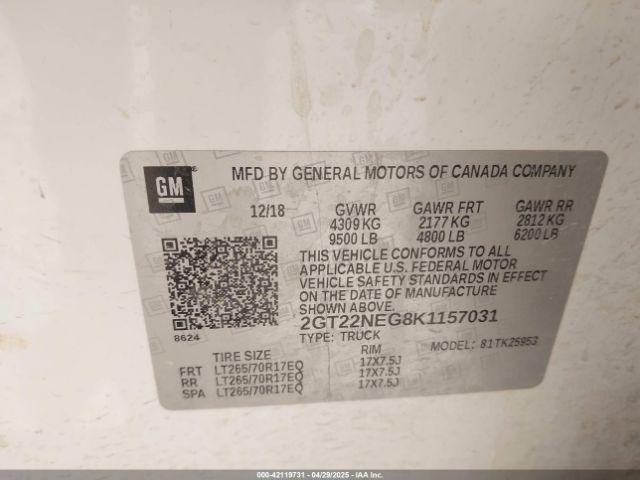 GM
MFD BY GENERAL MOTORS OF CANADA COMPANY
12/18 GVWR GAWR FRT GAWR RR
4309 KG 2177 KG 2812 KG
9500 LB 4800 LB 6200 LB
THIS VEHICLE CONFORMS TO ALL
APPLICABLE U.S. FEDERAL MOTOR
VEHICLE SAFETY STANDARDS IN EFFECT
ON THE DATE OF MANUFACTURE
SHOWN ABOVE.
8624
2GT22NEG8K1157031
TYPE: TRUCK MODEL: 81TK25953
TIRE SIZE RIM
FRT LT265/70R17EQ 17X7.5J
RR LT265/70R17EQ 17X7.5J
SPA LT265/70R17EQ 17X7.5J
000-42119731 - 04/29/2025 - IAAI.com